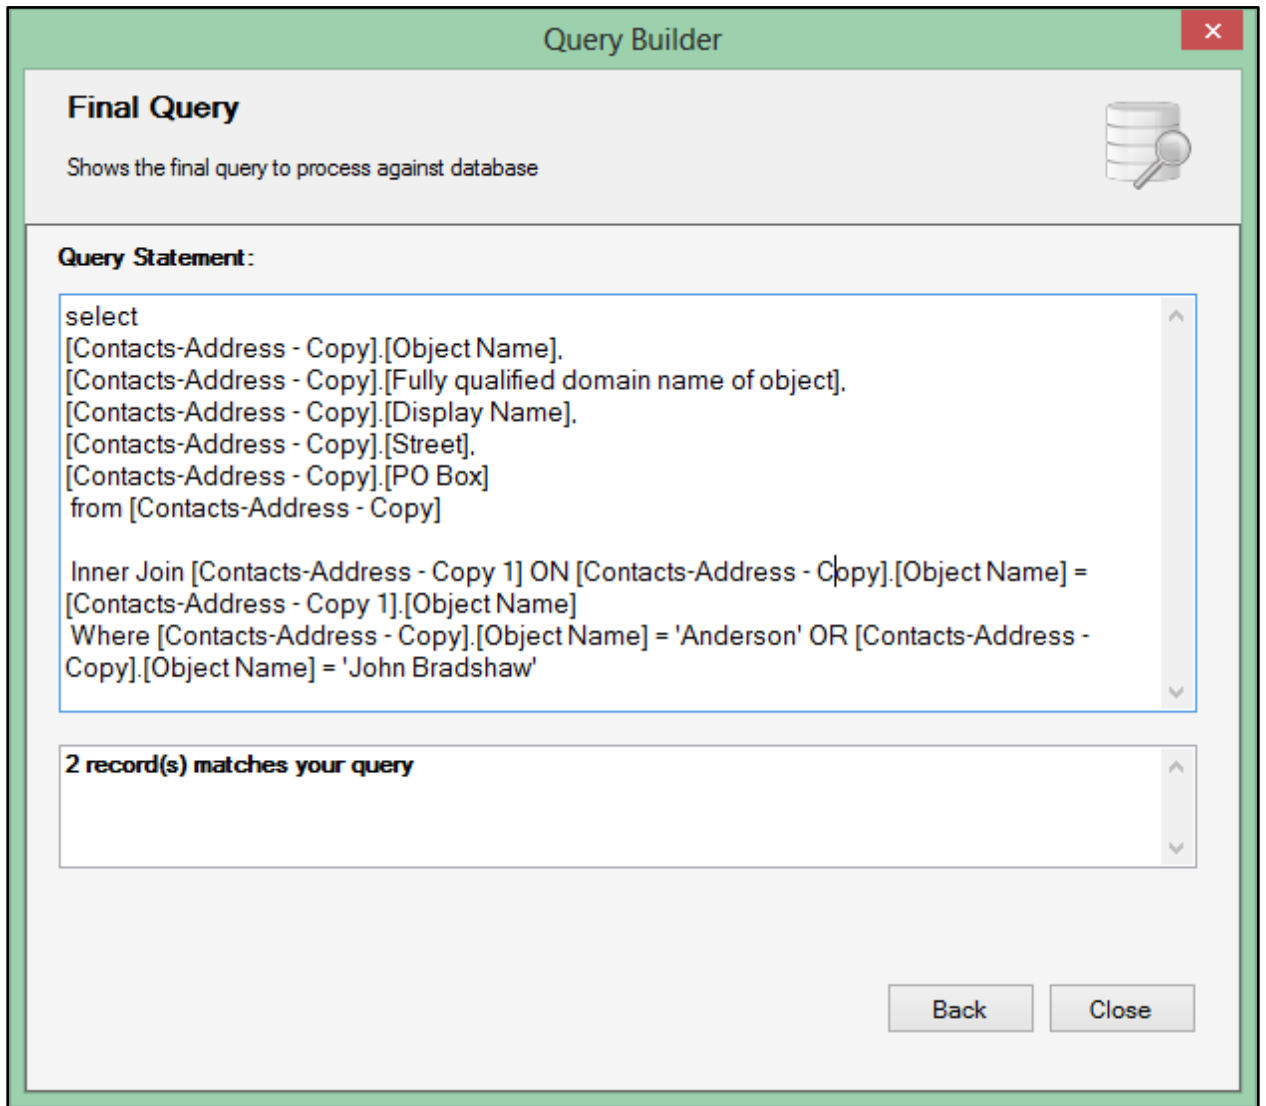 Query Builder
Final Query
Shows the final query to process against database
Query Statement:
select
[Contacts-Address - Copy].[Object Name],
[Contacts-Address - Copy].[Fully qualified domain name of object],
[Contacts-Address - Copy].[Display Name],
[Contacts-Address - Copy].[Street],
[Contacts-Address - Copy].[PO Box]
from [Contacts-Address - Copy]
Inner Join [Contacts-Address - Copy 1] ON [Contacts-Address - Copy].[Object Name] =
[Contacts-Address - Copy 1].[Object Name]
Where [Contacts-Address - Copy].[Object Name] = 'Anderson' OR [Contacts-Address -
Copy].[Object Name] = 'John Bradshaw'
2 record(s) matches your query
Back
Close